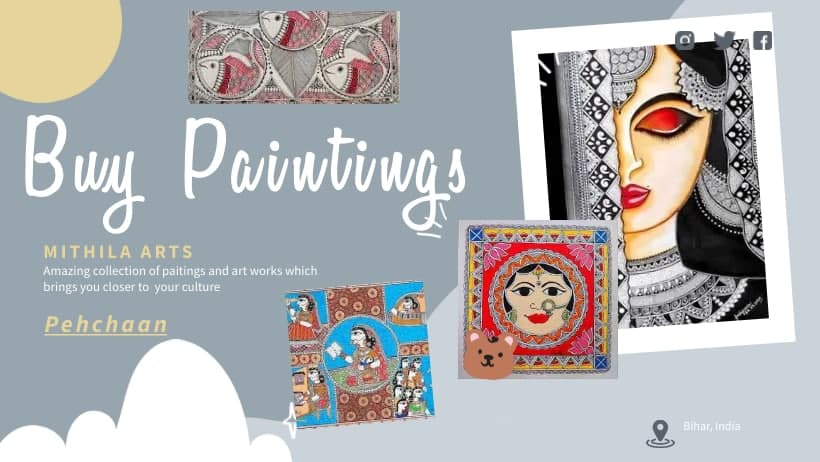 Buy Paintings
MITHILA ARTS
Amazing collection of paitings and art works which
brings you closer to your culture
Pehchaan
Bihar, India